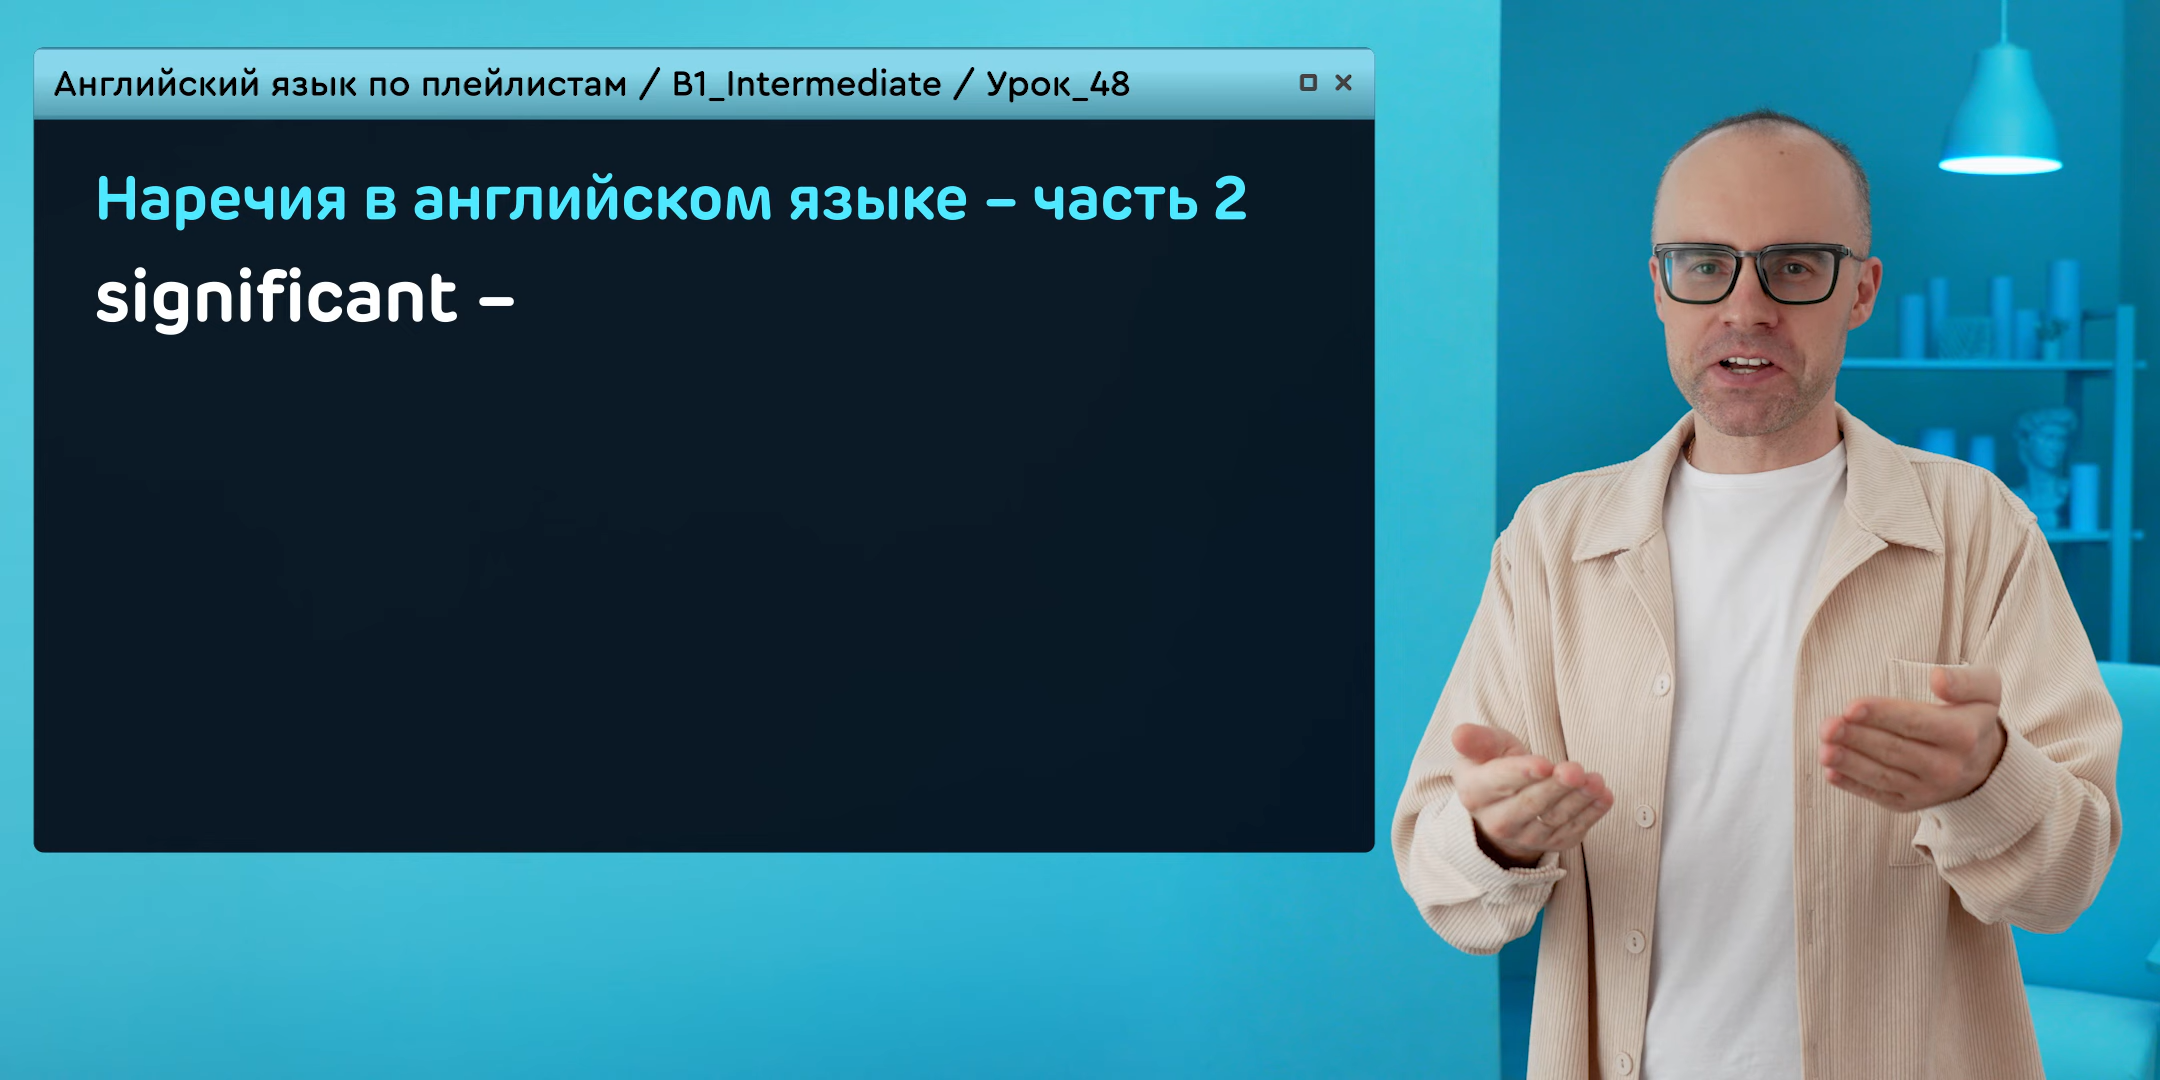 Английский язык по плейлистам / B1_Intermediate / Урок_48
Наречия в английском языке – часть 2
significant –